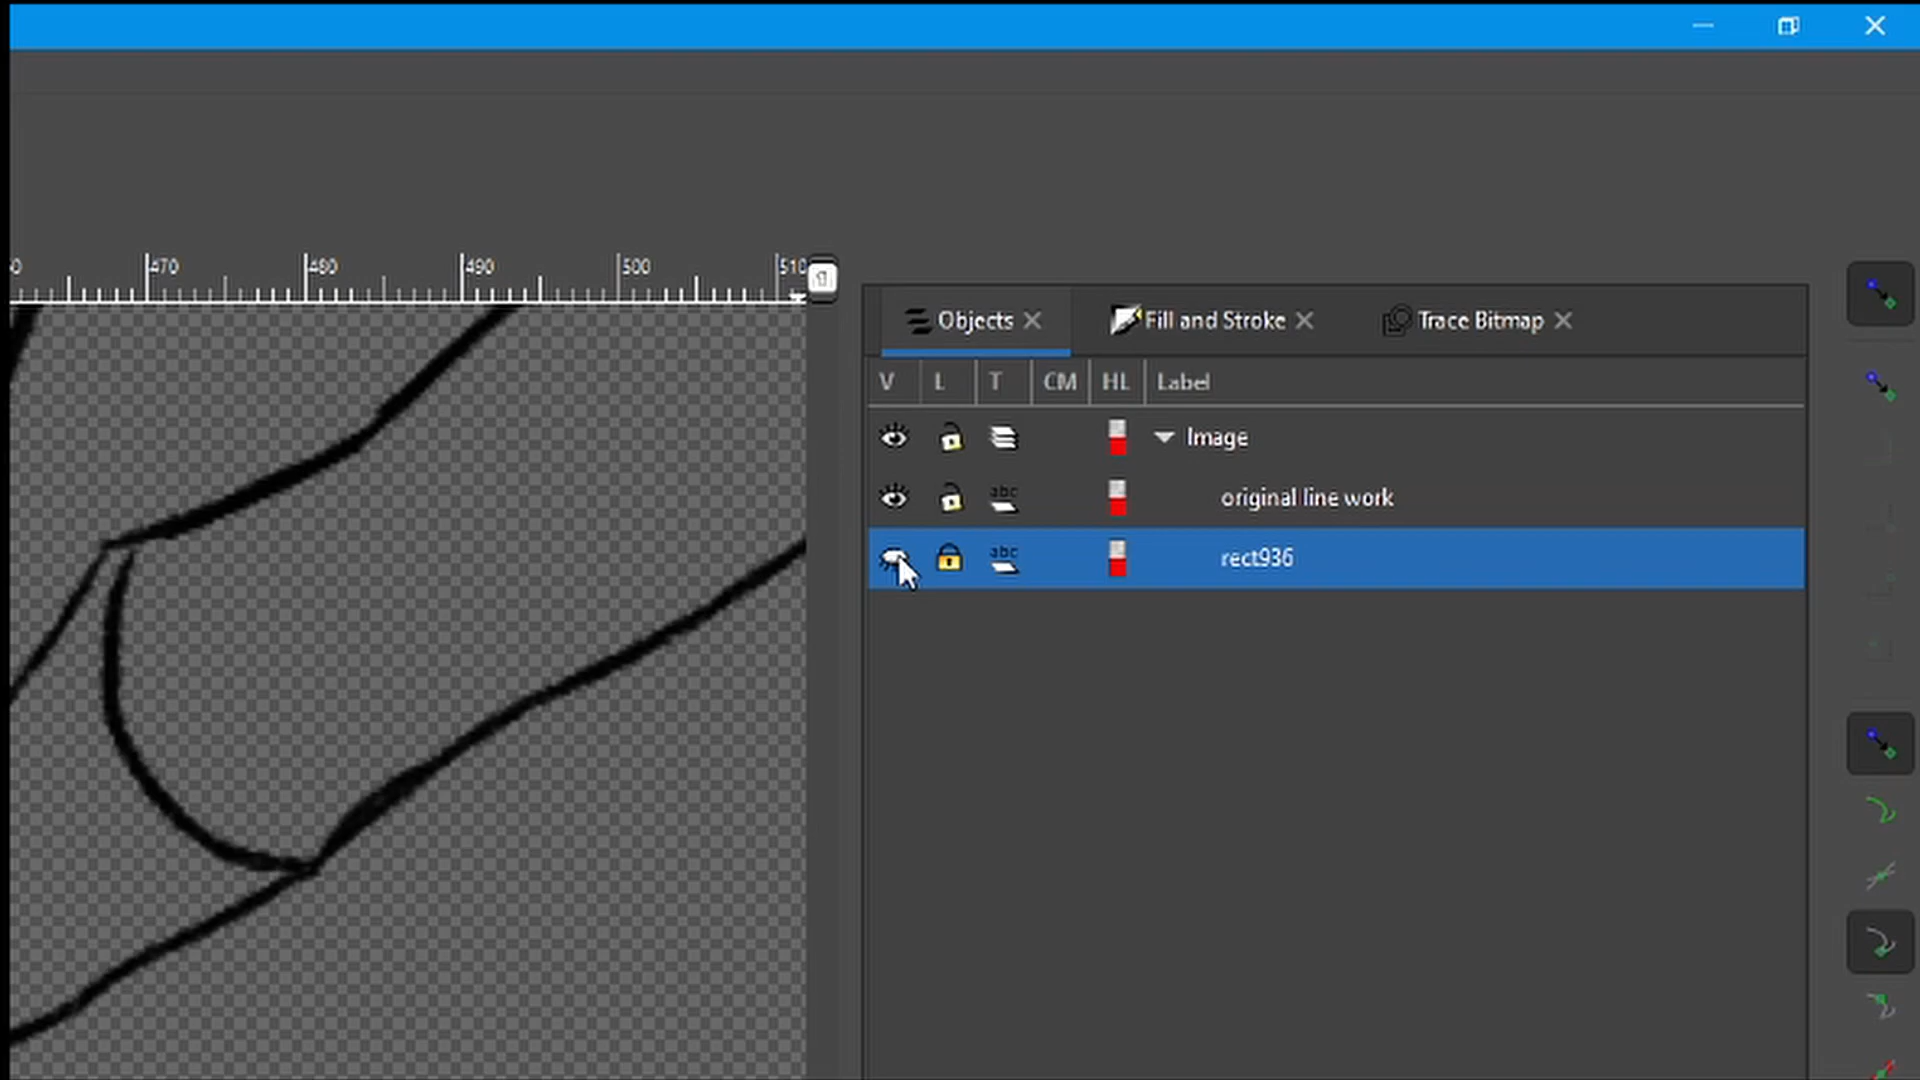 470 480 490 500 510
Objects Fill and Stroke Trace Bitmap
V L T CM HL Label
Image
abc original line work
abc rect936